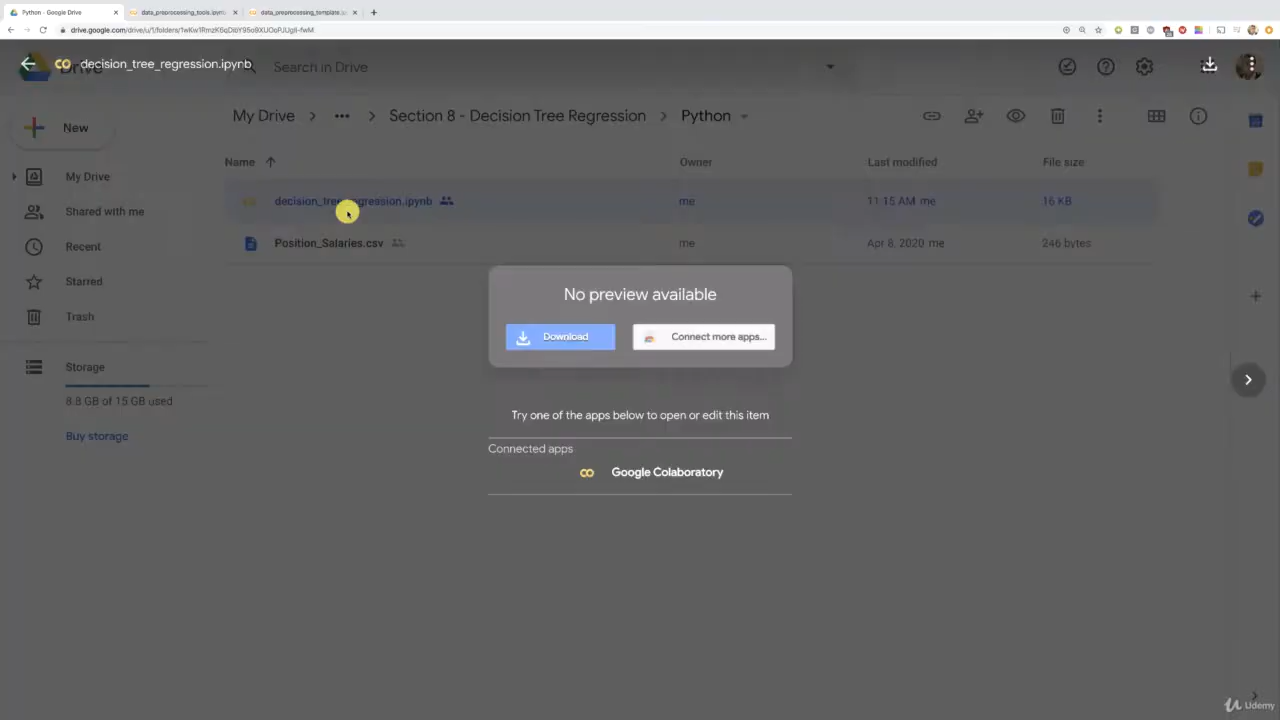 Python - Google Drive
data_preprocessing_tools.ipynb
data_preprocessing_template.ip
drive.google.com/drive/u/1/folders/
decision_tree_regression.ipynb
Drive
Search in Drive
New
My Drive
Section 8 - Decision Tree Regression
Python
Name
Owner
Last modified
File size
My Drive
decision_tree_regression.ipynb
me
11:15 AM me
16 KB
Shared with me
Recent
Position_Salaries.csv
me
Apr 8, 2020 me
246 bytes
Starred
Trash
No preview available
Download
Connect more apps...
Storage
8.8 GB of 15 GB used
Buy storage
Try one of the apps below to open or edit this item
Connected apps
Google Colaboratory
Udemy